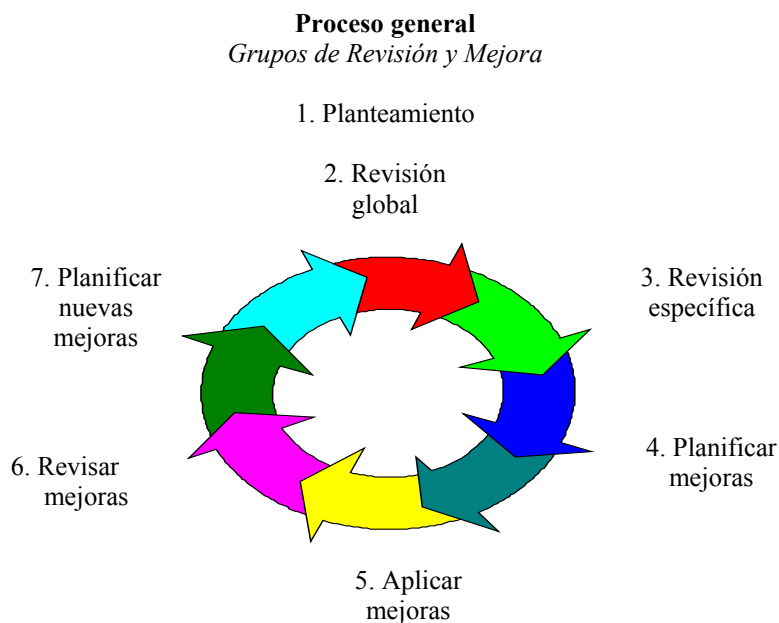 Proceso general
Grupos de Revisión y Mejora
1. Planteamiento
2. Revisión
global
3. Revisión
específica
4. Planificar
mejoras
5. Aplicar
mejoras
6. Revisar
mejoras
7. Planificar
nuevas
mejoras